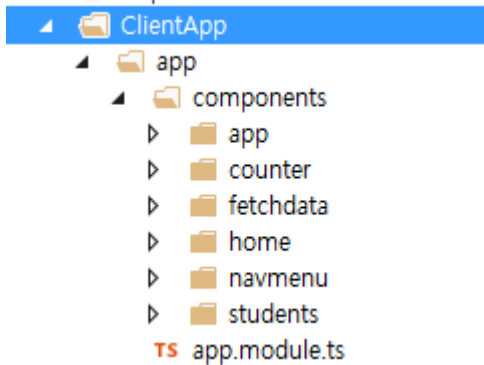 ClientApp
app
components
app
counter
fetchdata
home
navmenu
students
TS app.module.ts